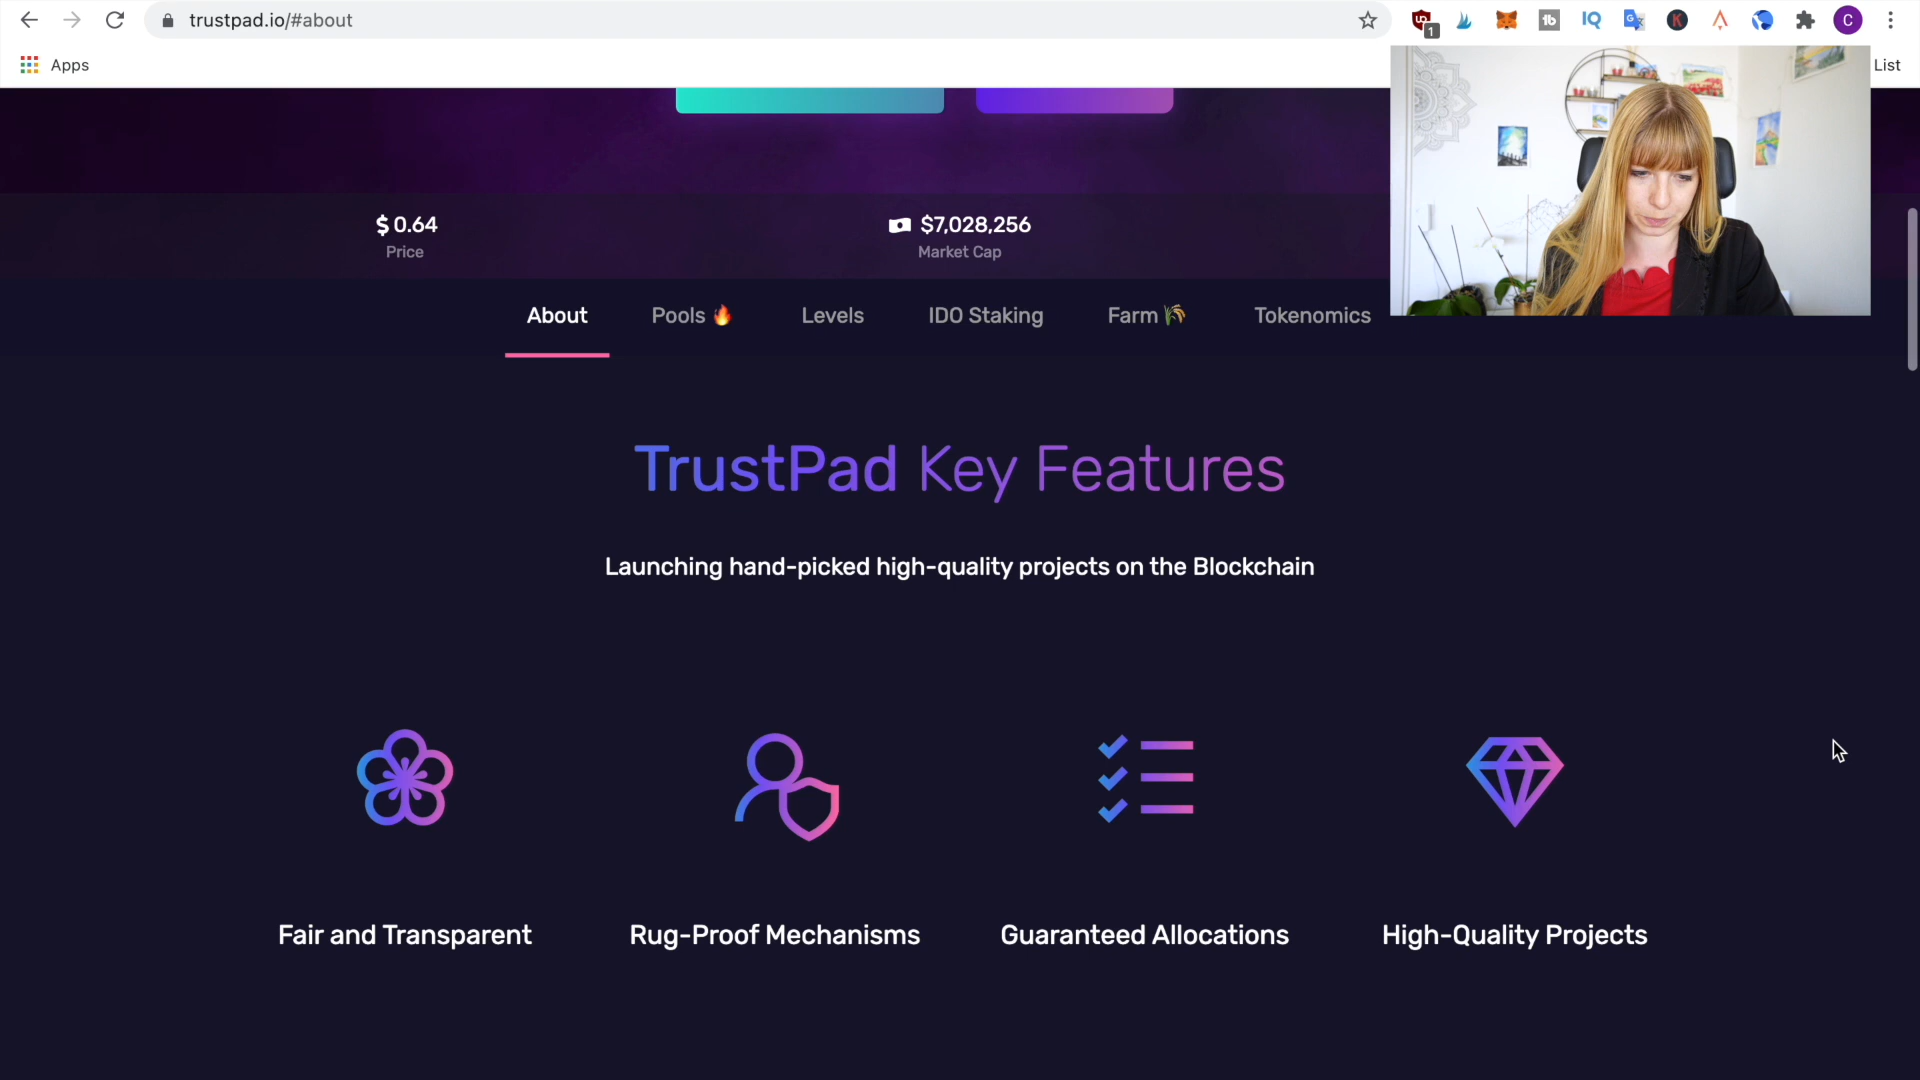 trustpad.io/#about
1
C
Apps
List
$ 0.64
Price
$7,028,256
Market Cap
About
Pools 🔥
Levels
IDO Staking
Farm 🌾
Tokenomics
TrustPad Key Features
Launching hand-picked high-quality projects on the Blockchain
Fair and Transparent
Rug-Proof Mechanisms
Guaranteed Allocations
High-Quality Projects